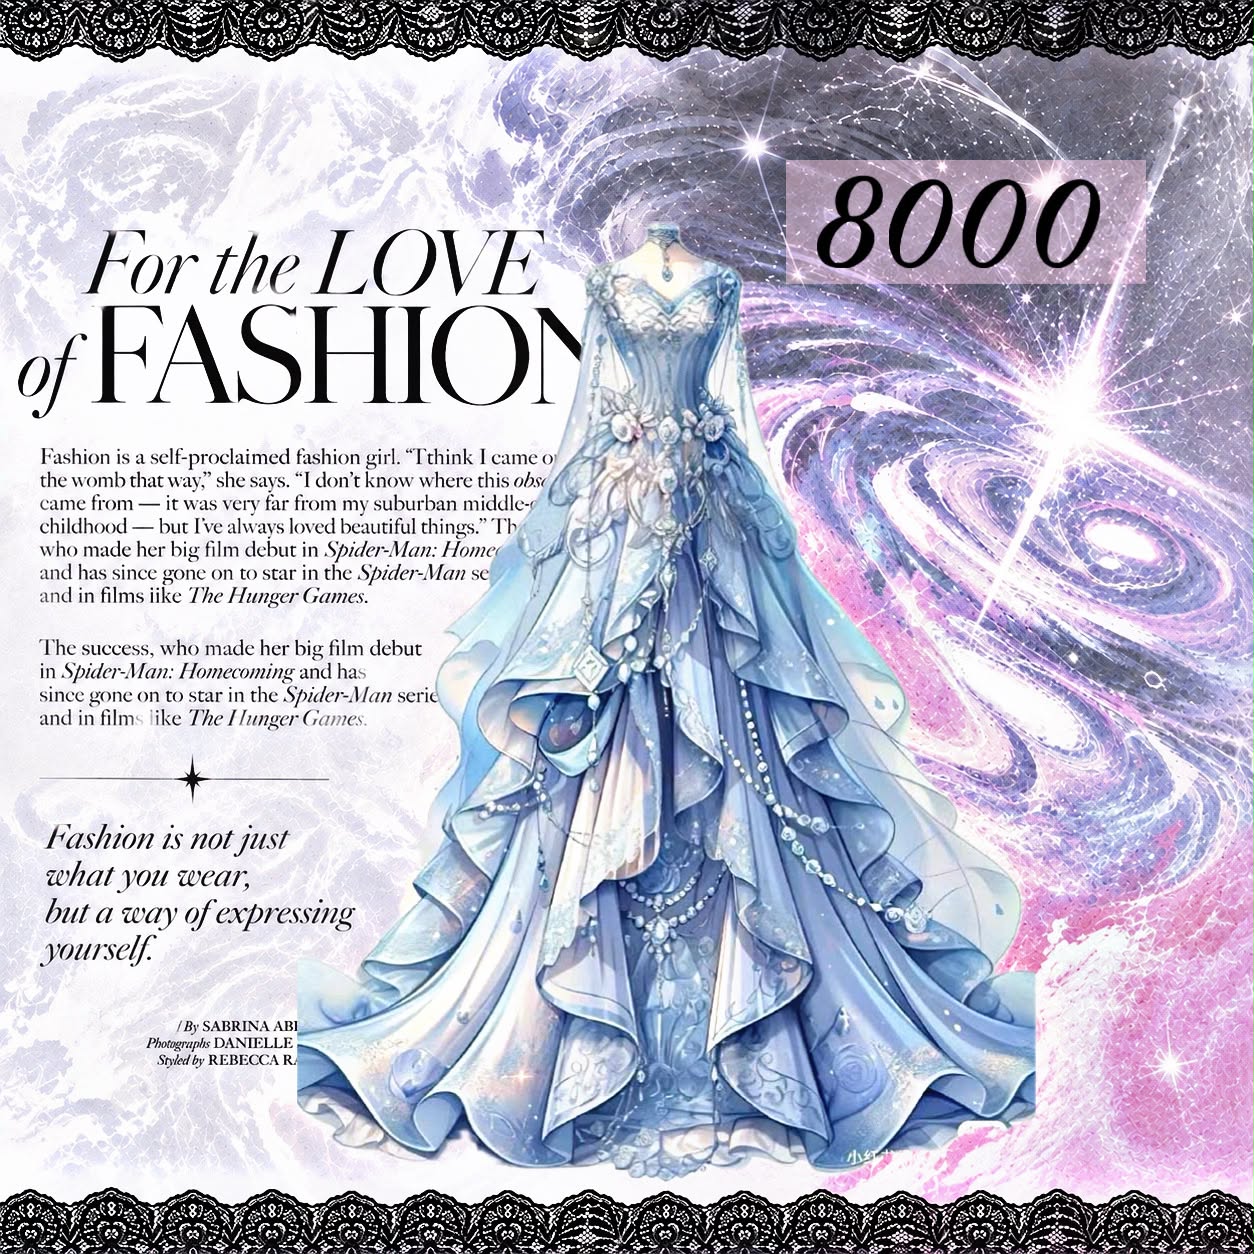 8000
For the LOVE
of FASHION
Fashion is a self-proclaimed fashion girl. “Tthink I came
the womb that way,” she says. “I don’t know where this
came from — it was very far from my suburban middle-
childhood — but I’ve always loved beautiful things.”
who made her big film debut in Spider-Man:
and has since gone on to star in the Spider-Man
and in films iike The Hunger Games.
The success, who made her big film debut
in Spider-Man: Homecoming and has
since gone on to star in the Spider-Man serie
and in films like The Hunger Games.
Fashion is not just
what you wear,
but a way of expressing
yourself.
/ By SABRINA
Photographs DANIELLE
Styled by REBECCA
小红书